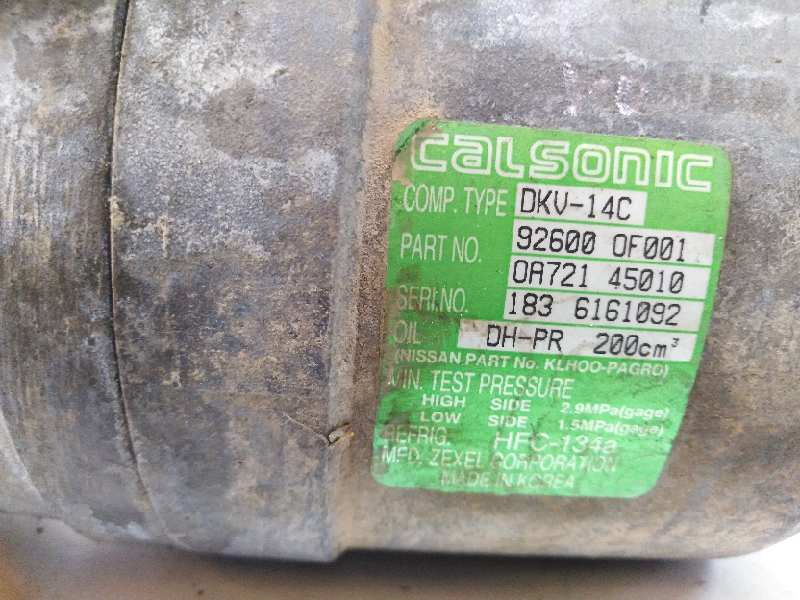 calsonic
COMP. TYPE DKV-14C
PART NO. 92600 0F001
0A721 45010
SERI.NO. 183 6161092
OIL DH-PR 200cm³
(NISSAN PART No. KLHOO-PAGRO)
MIN. TEST PRESSURE
HIGH SIDE 2.9MPa(gage)
LOW SIDE 1.5MPa(gage)
REFRIG. HFC-134a
MFD. ZEXEL CORPORATION
MADE IN KOREA